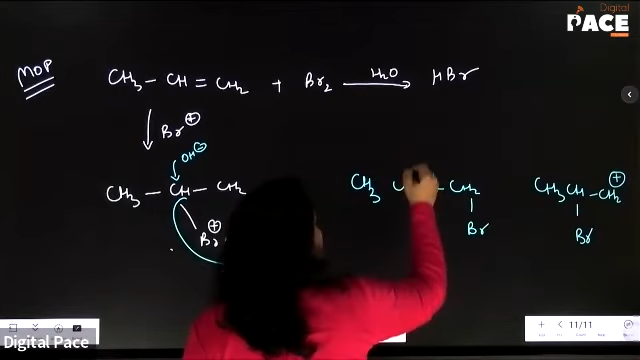 Digital
PACE
MOP
CH3 — CH = CH2 + Br2 H2O → HBr
↓ Br⊕
OH⊖
CH3 — CH — CH2
Br⊕
CH3 C — CH2
Br
CH3 CH — CH2⊕
Br
11/11
Digital Pace